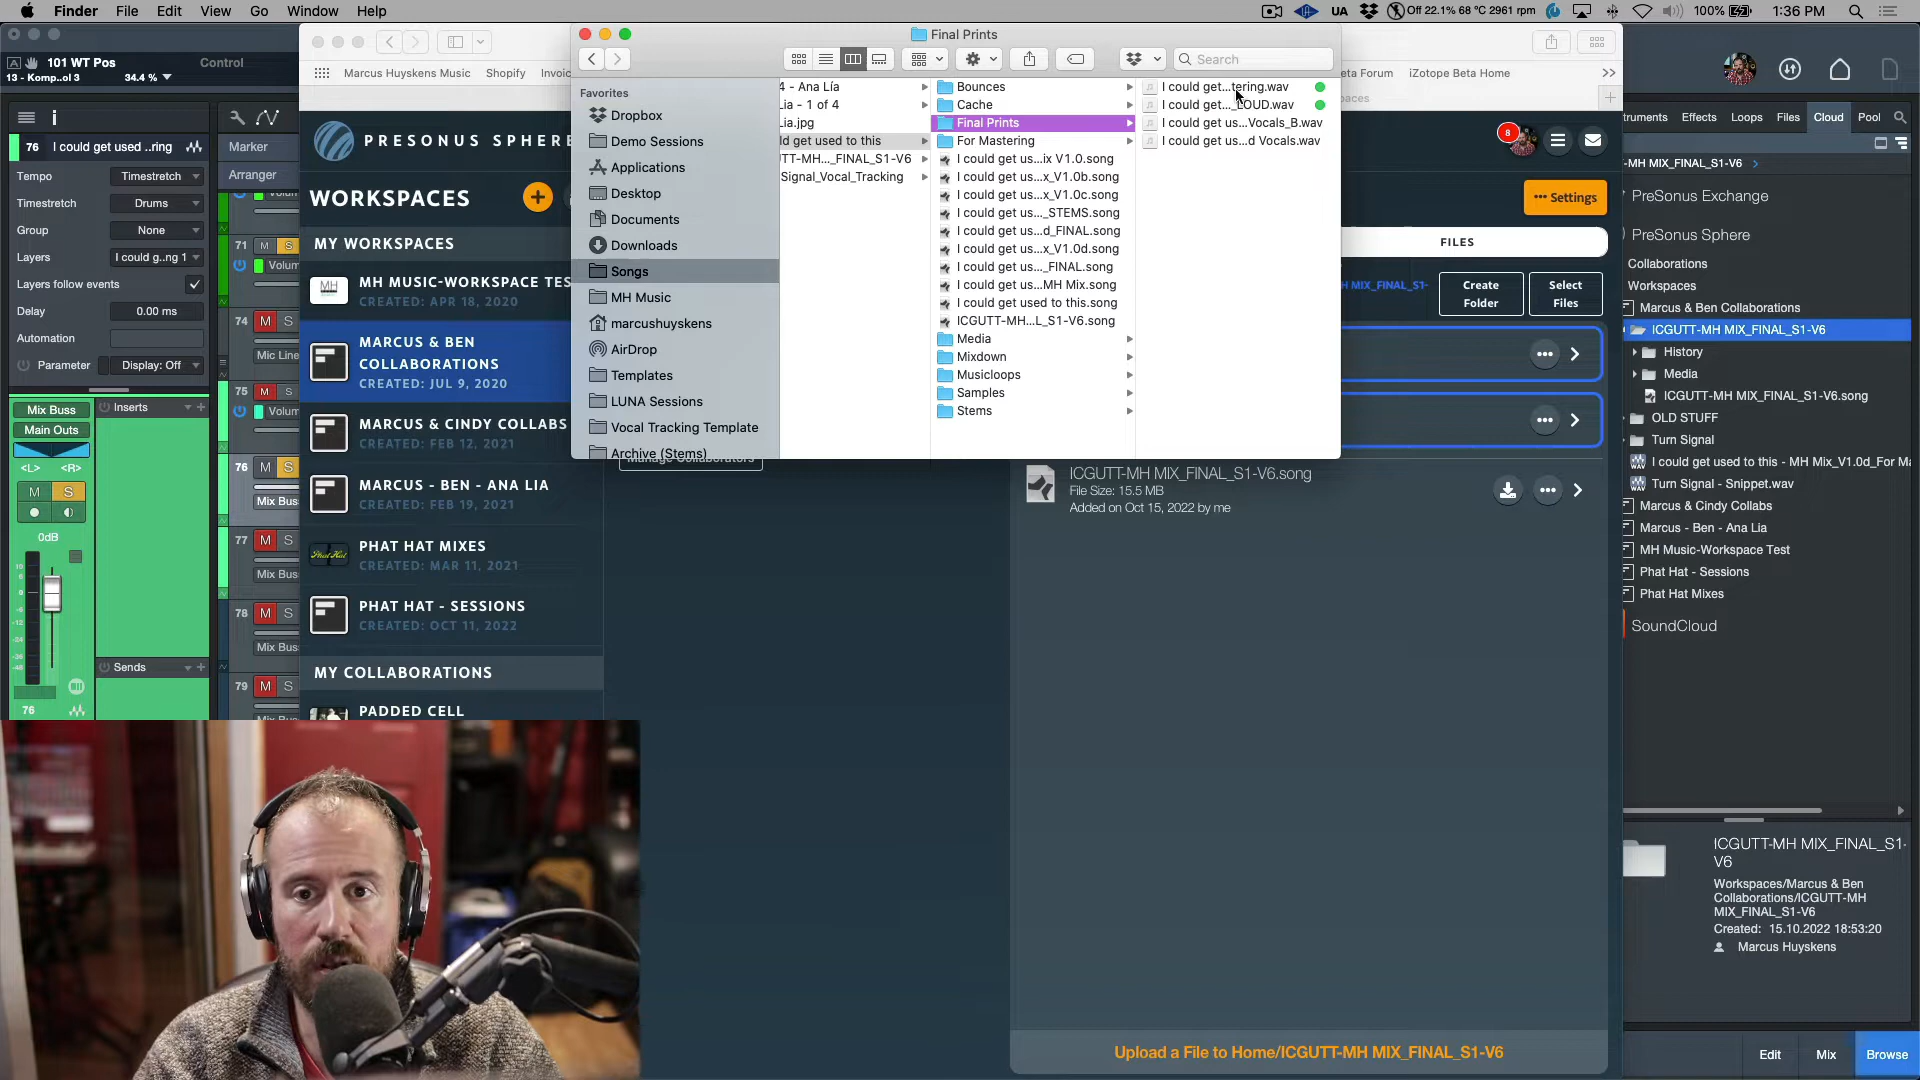 Finder File Edit View Go Window Help
UA Off 22.1% 68 °C 2961 rpm 100% 1:36 PM
101 WT Pos
13 - Komp...ol 3 34.4 %
Control
76 I could get used ..ring
Tempo Timestretch
Timestretch Drums
Group None
Layers I could g..ng 1
Layers follow events
Delay 0.00 ms
Automation
Parameter Display: Off
Mix Buss
Main Outs
<L> <R>
M S
0dB
76
Inserts
Sends
Marker
Arranger
71 M S
Volum
74 M S
Mic Line
75 M S
Volum
76 M S
Mix Bus
77 M S
Mix Bus
78 M S
Mix Bus
79 M S
Marcus Huyskens Music Shopify Invoic
eta Forum iZotope Beta Home
paces
PRESONUS SPHERE
8
WORKSPACES
Settings
MY WORKSPACES
MH MUSIC-WORKSPACE TES
CREATED: APR 18, 2020
MARCUS & BEN
COLLABORATIONS
CREATED: JUL 9, 2020
MARCUS & CINDY COLLABS
CREATED: FEB 12, 2021
MARCUS - BEN - ANA LIA
CREATED: FEB 19, 2021
PHAT HAT MIXES
CREATED: MAR 11, 2021
PHAT HAT - SESSIONS
CREATED: OCT 11, 2022
MY COLLABORATIONS
PADDED CELL
Manage Collaborators
Final Prints
Search
Favorites
Dropbox
Demo Sessions
Applications
Desktop
Documents
Downloads
Songs
MH Music
marcushuyskens
AirDrop
Templates
LUNA Sessions
Vocal Tracking Template
Archive (Stems)
4 - Ana Lía
Lia - 1 of 4
Lia.jpg
ld get used to this
UTT-MH..._FINAL_S1-V6
Signal_Vocal_Tracking
Bounces
Cache
Final Prints
For Mastering
I could get us...ix V1.0.song
I could get us...x_V1.0b.song
I could get us...x_V1.0c.song
I could get us..._STEMS.song
I could get us...d_FINAL.song
I could get us...x_V1.0d.song
I could get us..._FINAL.song
I could get us...MH Mix.song
I could get used to this.song
ICGUTT-MH...L_S1-V6.song
Media
Mixdown
Musicloops
Samples
Stems
I could get...tering.wav
I could get..._LOUD.wav
I could get us...Vocals_B.wav
I could get us...d Vocals.wav
FILES
H MIX_FINAL_S1-
Create
Folder
Select
Files
ICGUTT-MH MIX_FINAL_S1-V6.song
File Size: 15.5 MB
Added on Oct 15, 2022 by me
Upload a File to Home/ICGUTT-MH MIX_FINAL_S1-V6
truments Effects Loops Files Cloud Pool
-MH MIX_FINAL_S1-V6
PreSonus Exchange
PreSonus Sphere
Collaborations
Workspaces
Marcus & Ben Collaborations
ICGUTT-MH MIX_FINAL_S1-V6
History
Media
ICGUTT-MH MIX_FINAL_S1-V6.song
OLD STUFF
Turn Signal
I could get used to this - MH Mix_V1.0d_For Ma
Turn Signal - Snippet.wav
Marcus & Cindy Collabs
Marcus - Ben - Ana Lia
MH Music-Workspace Test
Phat Hat - Sessions
Phat Hat Mixes
SoundCloud
ICGUTT-MH MIX_FINAL_S1-
V6
Workspaces/Marcus & Ben
Collaborations/ICGUTT-MH
MIX_FINAL_S1-V6
Created: 15.10.2022 18:53:20
Marcus Huyskens
Edit Mix Browse